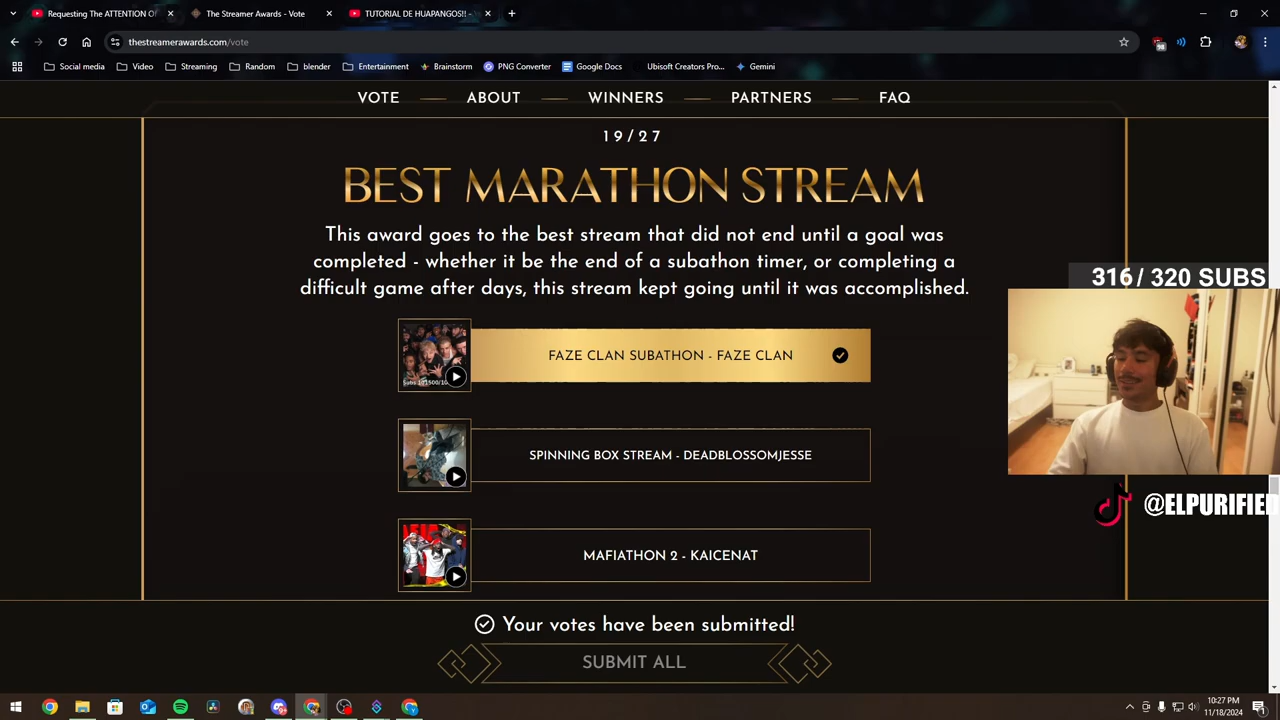 Requesting The ATTENTION OF
The Streamer Awards - Vote
TUTORIAL DE HUAPANGOS!! -
thestreamerawards.com/vote
98
Social media
Video
Streaming
Random
blender
Entertainment
Brainstorm
PNG Converter
Google Docs
Ubisoft Creators Pro...
Gemini
VOTE
ABOUT
WINNERS
PARTNERS
FAQ
19/27
BEST MARATHON STREAM
This award goes to the best stream that did not end until a goal was
completed - whether it be the end of a subathon timer, or completing a
difficult game after days, this stream kept going until it was accomplished.
316 / 320 SUBS
FAZE CLAN SUBATHON - FAZE CLAN
SPINNING BOX STREAM - DEADBLOSSOMJESSE
@ELPURIFIED
MAFIATHON 2 - KAICENAT
Your votes have been submitted!
SUBMIT ALL
10:27 PM
11/18/2024